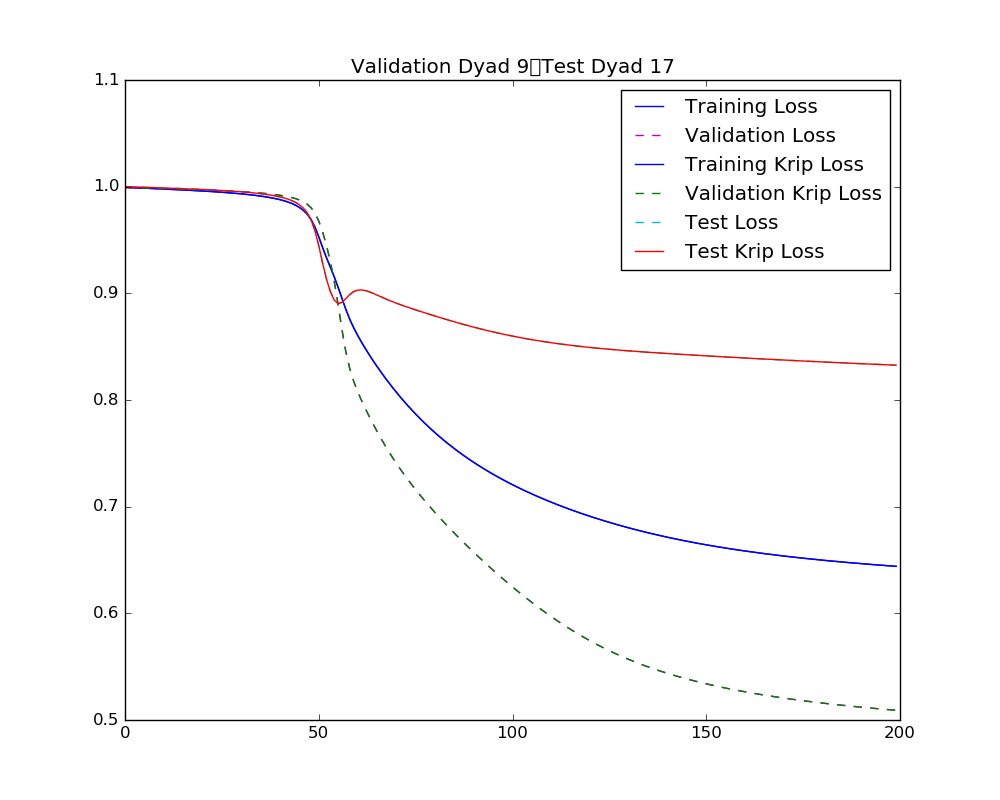 Validation Dyad 9▯Test Dyad 17
1.1
1.0
0.9
0.8
0.7
0.6
0.5
0
50
100
150
200
Training Loss
Validation Loss
Training Krip Loss
Validation Krip Loss
Test Loss
Test Krip Loss